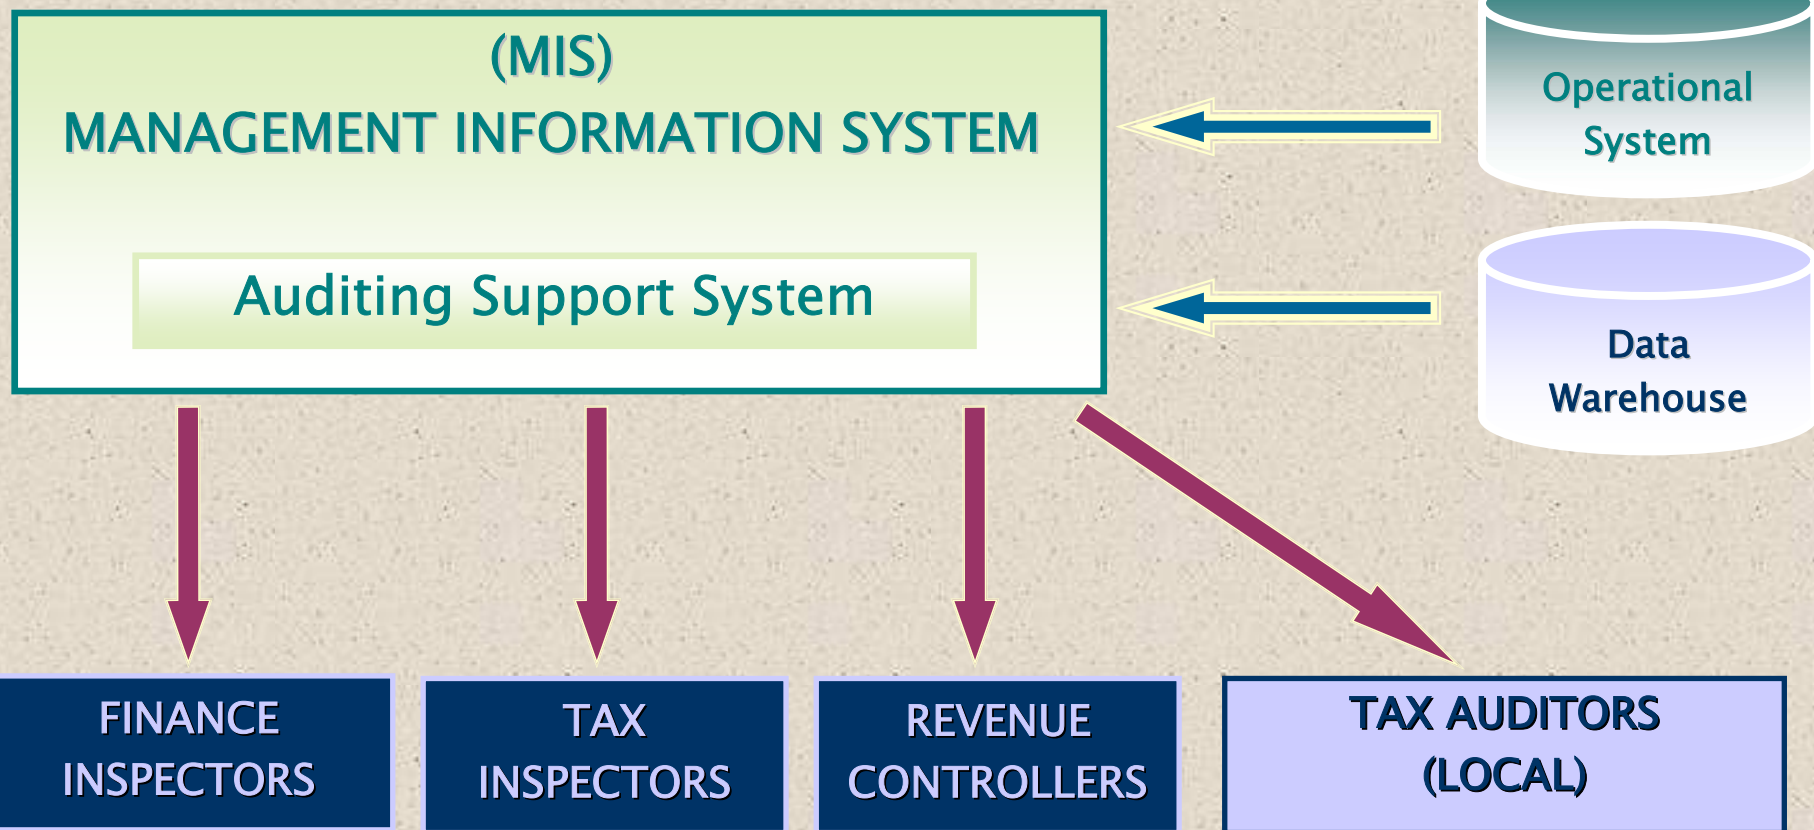 (MIS)
MANAGEMENT INFORMATION SYSTEM
Auditing Support System
Operational
System
Data
Warehouse
FINANCE
INSPECTORS
TAX
INSPECTORS
REVENUE
CONTROLLERS
TAX AUDITORS
(LOCAL)